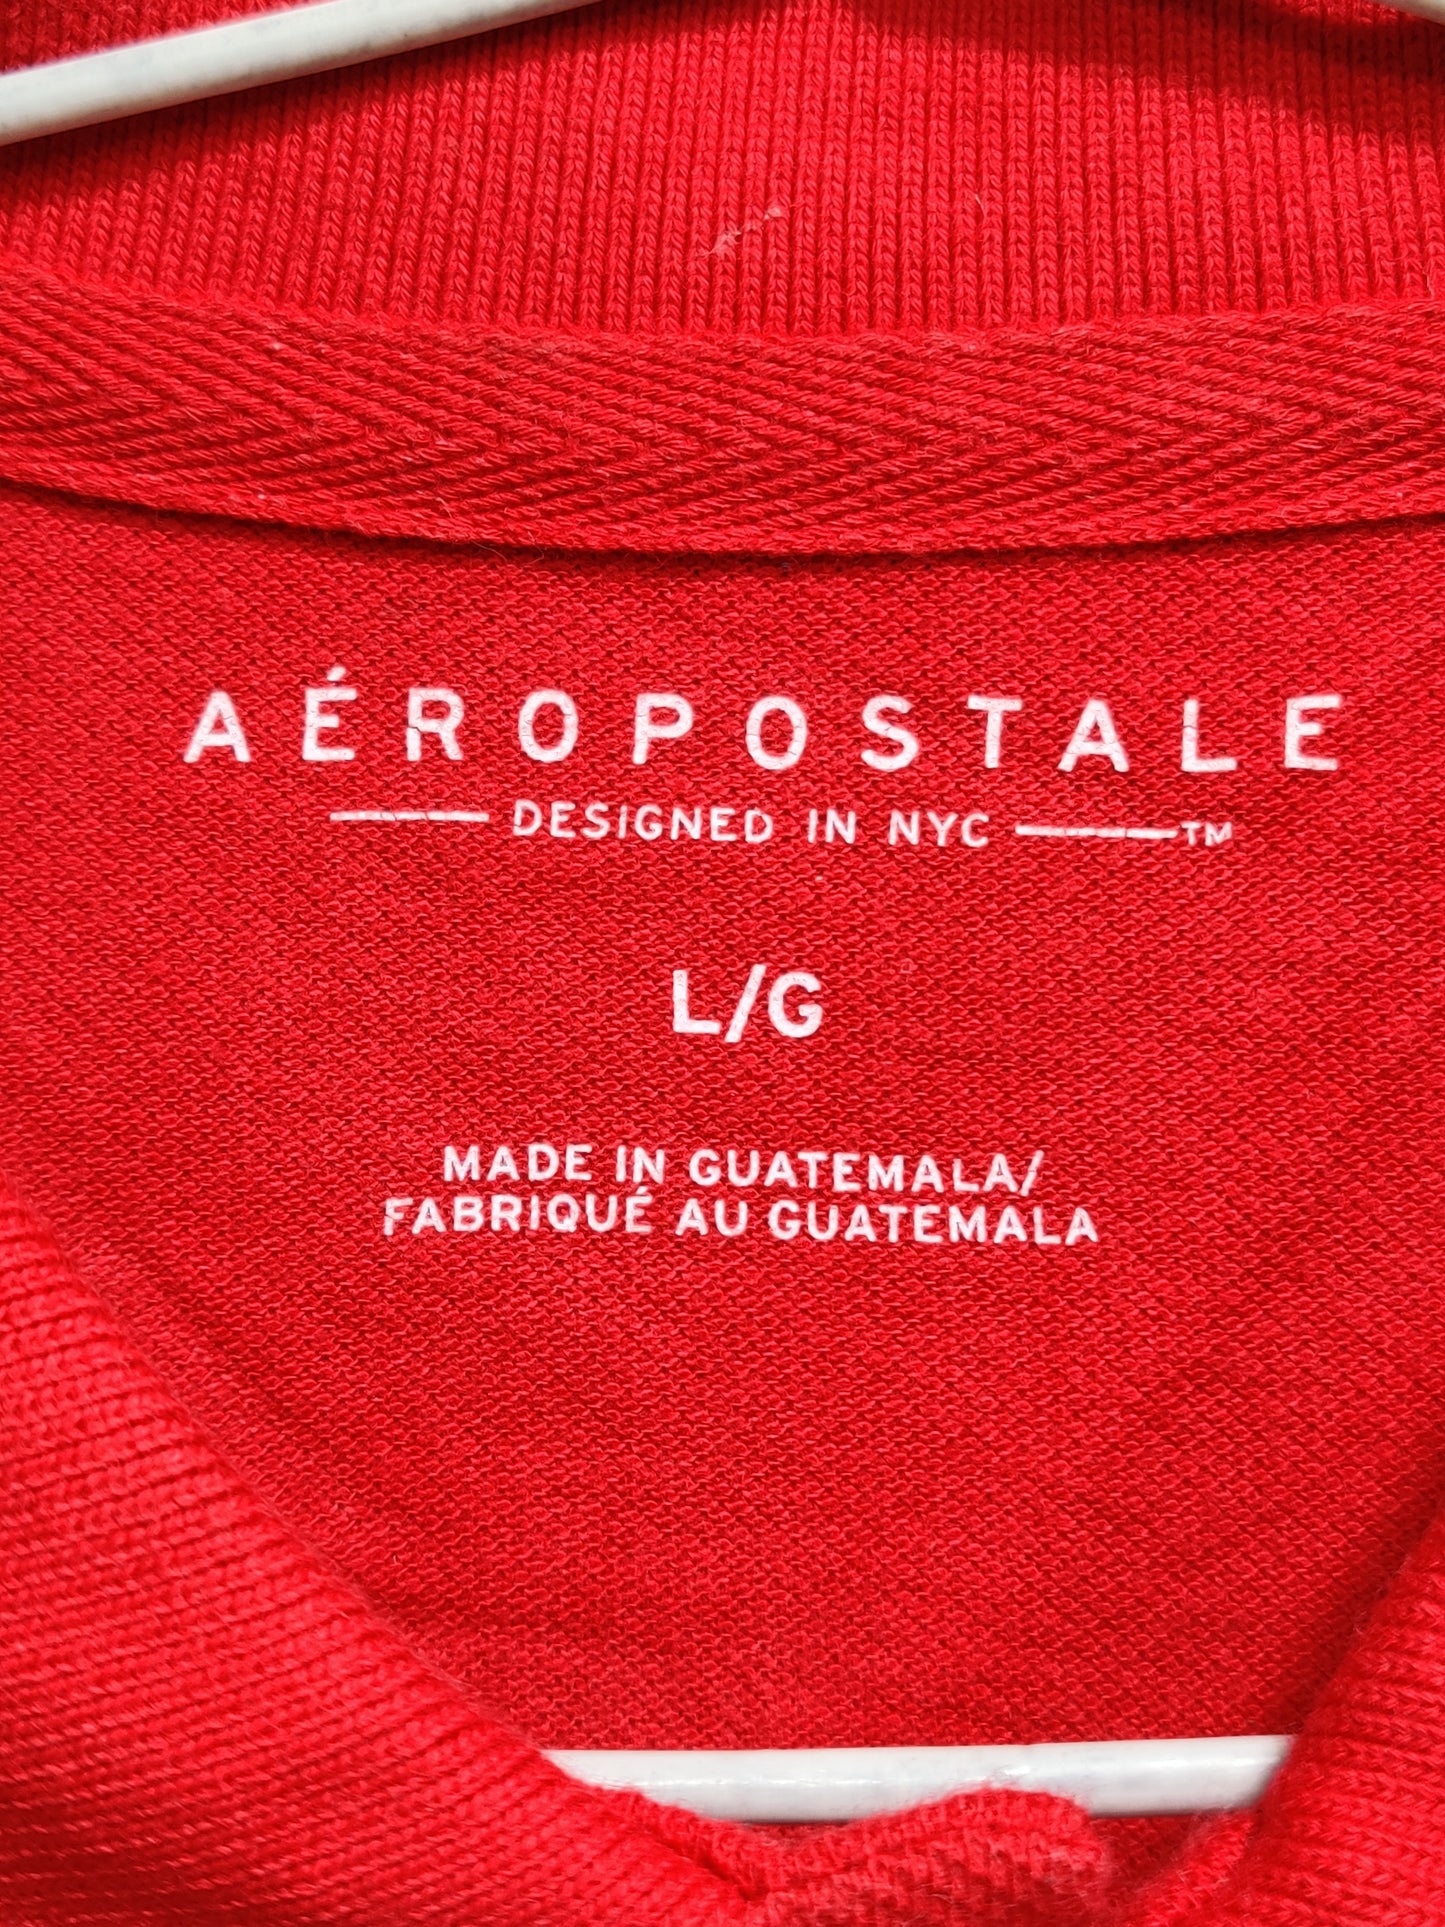 AÉROPOSTALE
DESIGNED IN NYC ™
L/G
MADE IN GUATEMALA/
FABRIQUÉ AU GUATEMALA